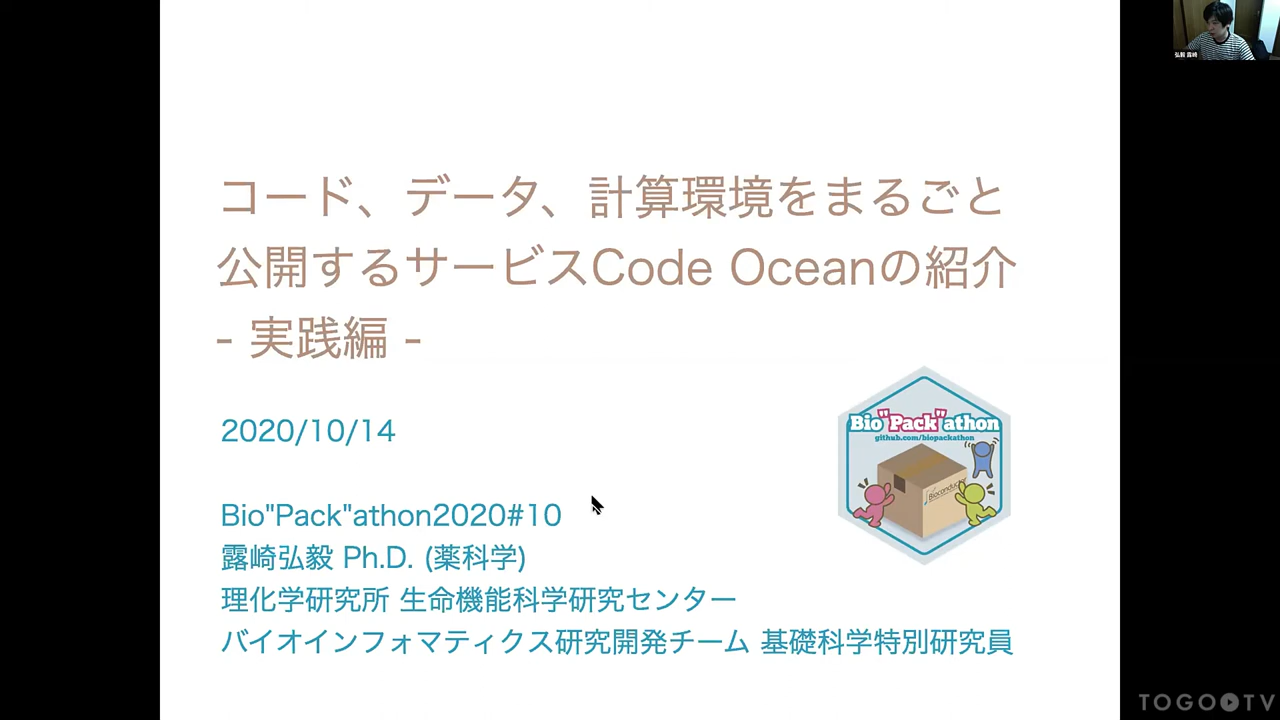 弘毅 露崎
コード、データ、計算環境をまるごと
公開するサービスCode Oceanの紹介
- 実践編 -
2020/10/14
Bio"Pack"athon
github.com/biopackathon
Bioconductor
Bio"Pack"athon2020#10
露崎弘毅 Ph.D. (薬科学)
理化学研究所 生命機能科学研究センター
バイオインフォマティクス研究開発チーム 基礎科学特別研究員
TOGO TV